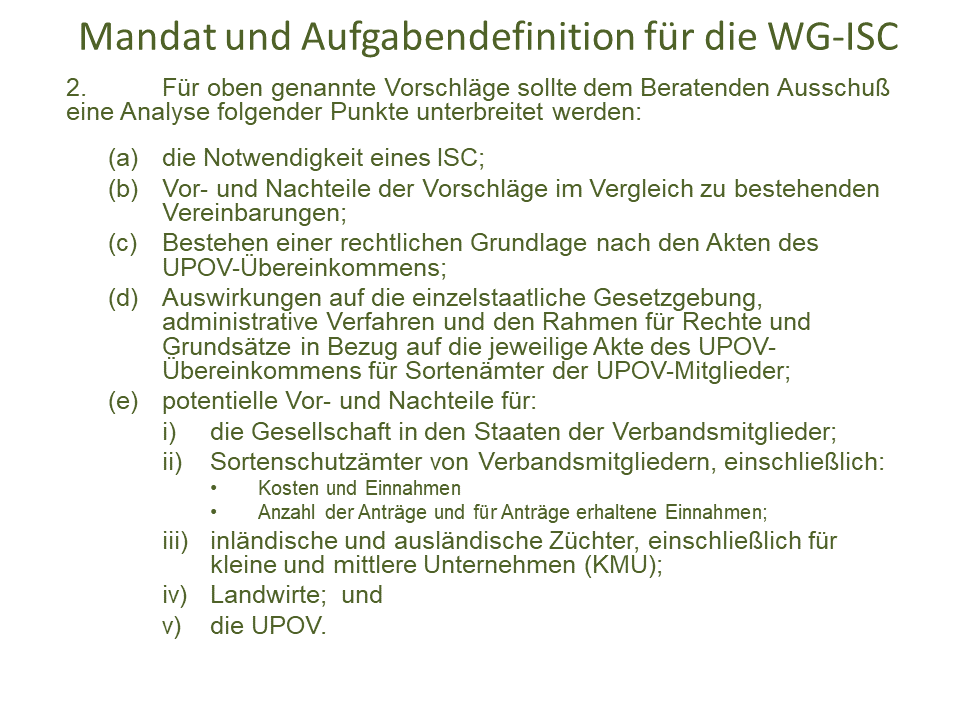 Mandat und Aufgabendefinition für die WG-ISC
2. Für oben genannte Vorschläge sollte dem Beratenden Ausschuß
eine Analyse folgender Punkte unterbreitet werden:
(a) die Notwendigkeit eines ISC;
(b) Vor- und Nachteile der Vorschläge im Vergleich zu bestehenden
Vereinbarungen;
(c) Bestehen einer rechtlichen Grundlage nach den Akten des
UPOV-Übereinkommens;
(d) Auswirkungen auf die einzelstaatliche Gesetzgebung,
administrative Verfahren und den Rahmen für Rechte und
Grundsätze in Bezug auf die jeweilige Akte des UPOV-
Übereinkommens für Sortenämter der UPOV-Mitglieder;
(e) potentielle Vor- und Nachteile für:
i) die Gesellschaft in den Staaten der Verbandsmitglieder;
ii) Sortenschutzämter von Verbandsmitgliedern, einschließlich:
• Kosten und Einnahmen
• Anzahl der Anträge und für Anträge erhaltene Einnahmen;
iii) inländische und ausländische Züchter, einschließlich für
kleine und mittlere Unternehmen (KMU);
iv) Landwirte; und
v) die UPOV.